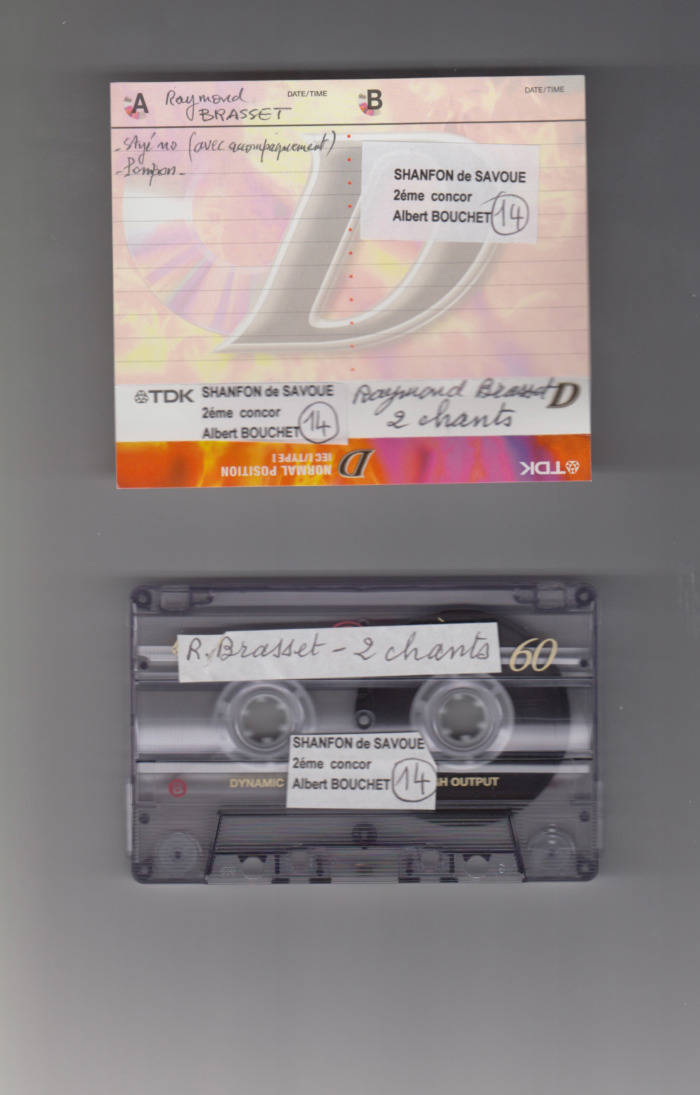 A Raymond BRASSET DATE/TIME
B DATE/TIME
- Ayé no (avec accompagnement)
- Pompon -
SHANFON de SAVOUE
2éme concor
Albert BOUCHET 14
TDK SHANFON de SAVOUE
2éme concor
Albert BOUCHET 14
Raymond Brasset D
2 chants
NORMAL POSITION
IEC I/TYPE I
D
TDK
R. Brasset - 2 chants 60
SHANFON de SAVOUE
2éme concor
Albert BOUCHET 14
B DYNAMIC OUTPUT